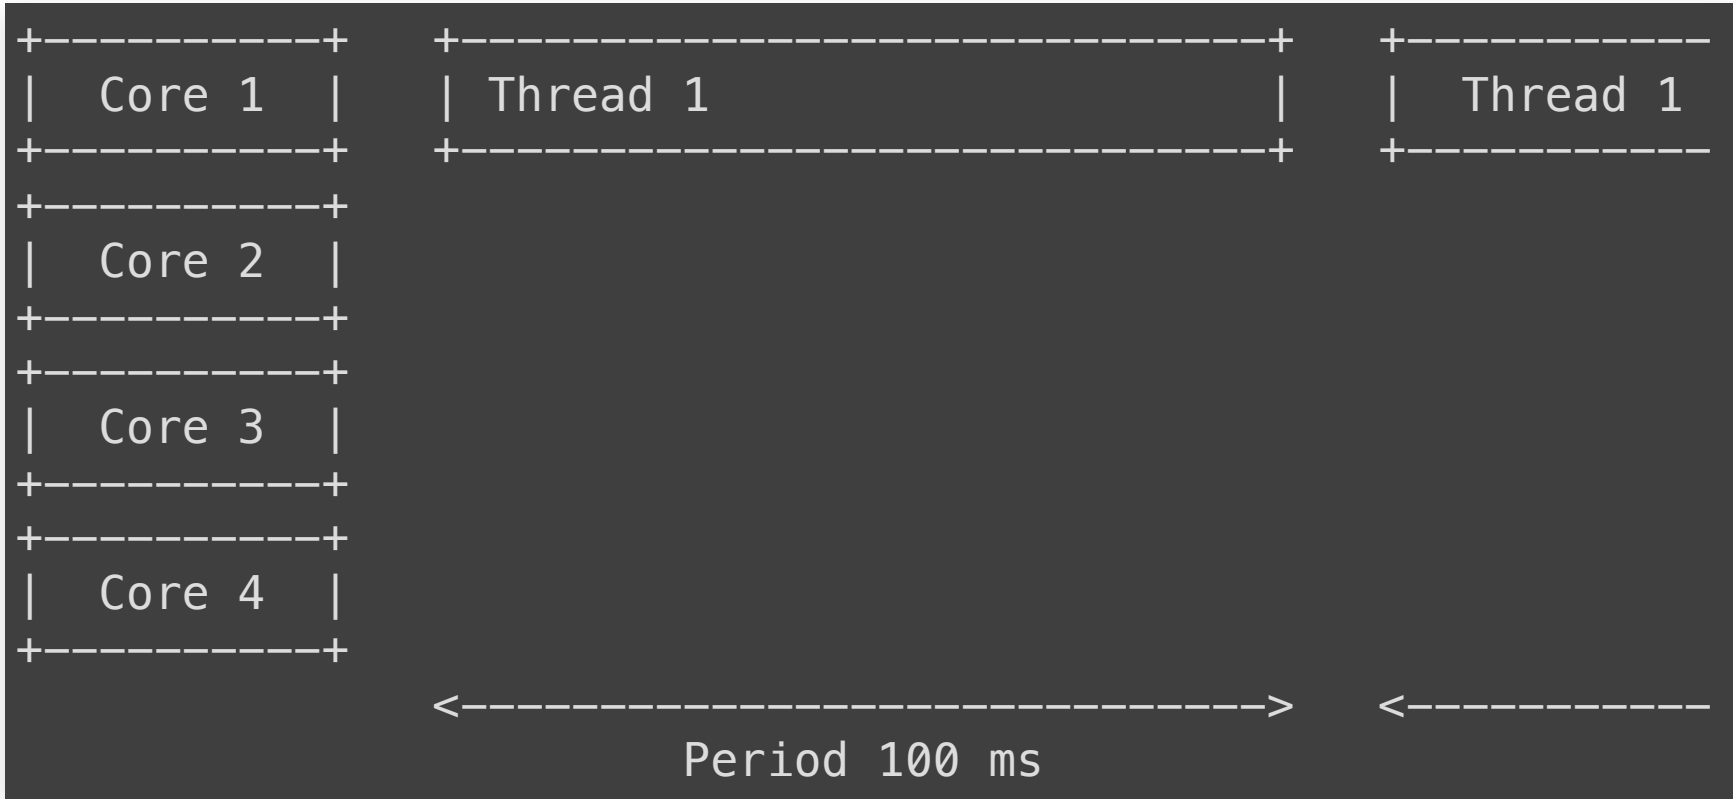 +----------+   +-----------------------------+   +-----------
|  Core 1  |   | Thread 1                    |   |  Thread 1
+----------+   +-----------------------------+   +-----------
+----------+
|  Core 2  |
+----------+
+----------+
|  Core 3  |
+----------+
+----------+
|  Core 4  |
+----------+
               <----------------------------->   <-----------
                        Period 100 ms